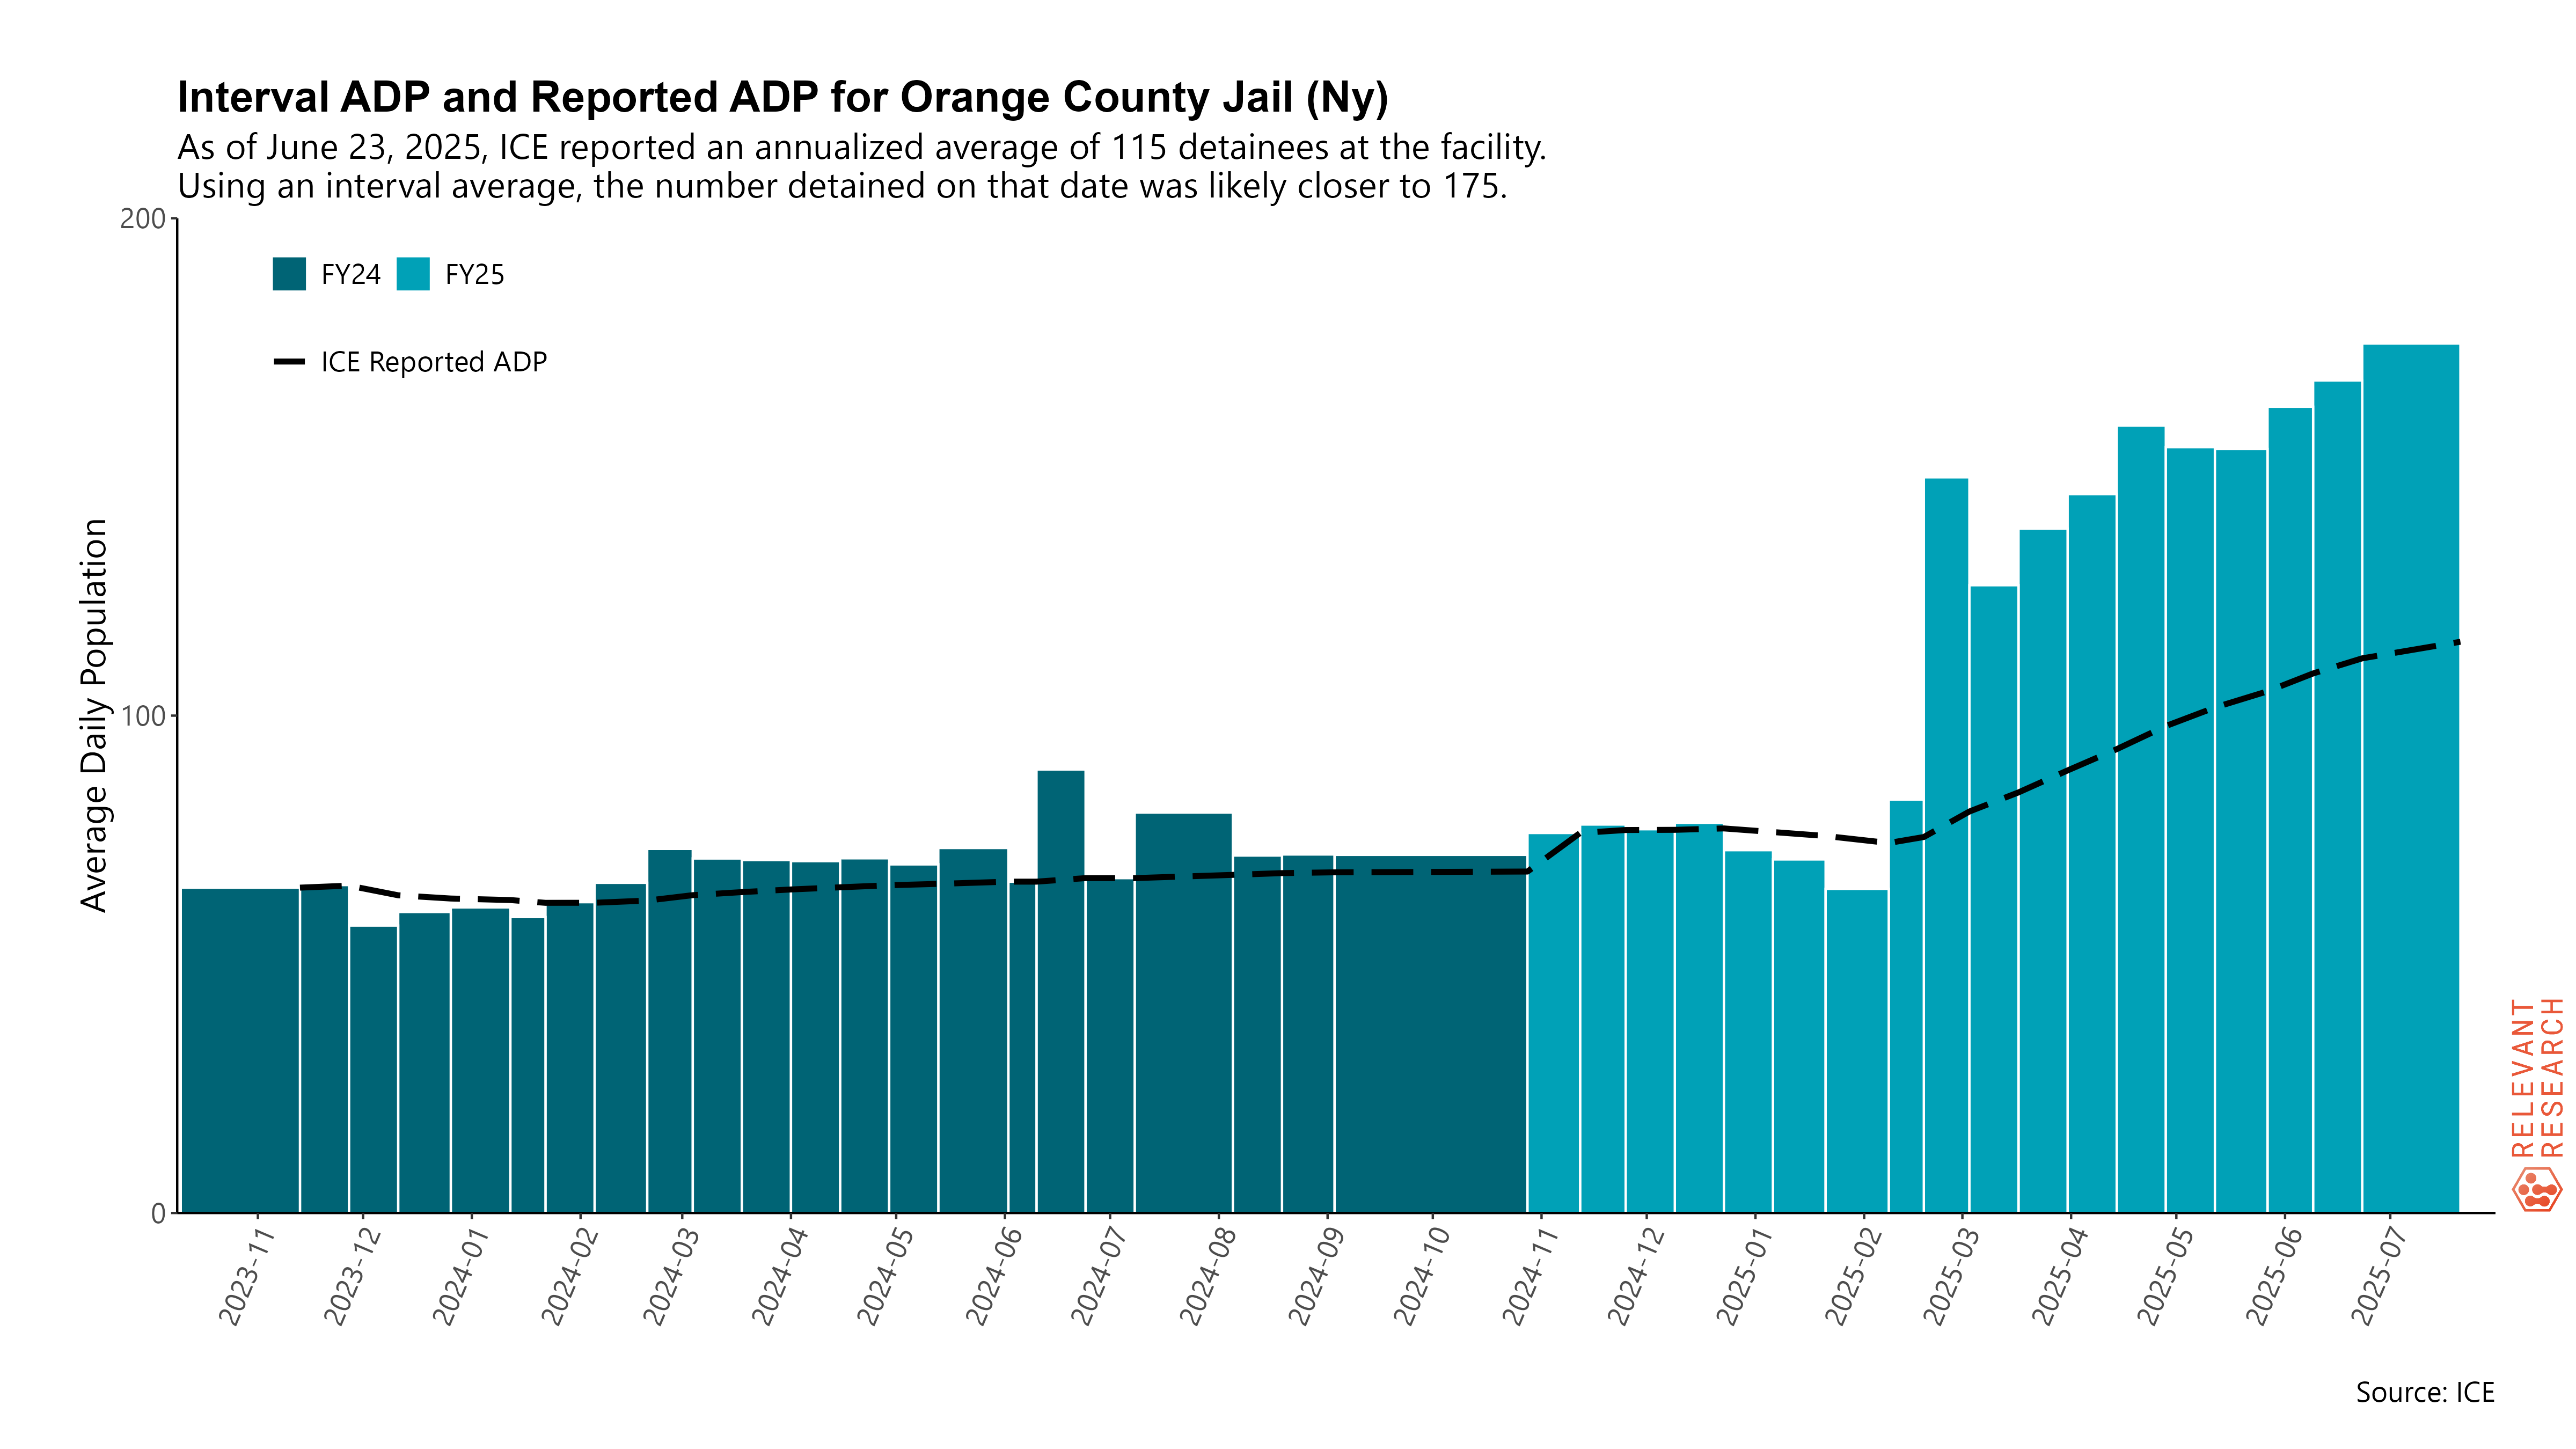 Interval ADP and Reported ADP for Orange County Jail (Ny)
As of June 23, 2025, ICE reported an annualized average of 115 detainees at the facility.
Using an interval average, the number detained on that date was likely closer to 175.
200
FY24 FY25
ICE Reported ADP
Average Daily Population
100
0
2023-11 2023-12 2024-01 2024-02 2024-03 2024-04 2024-05 2024-06 2024-07 2024-08 2024-09 2024-10 2024-11 2024-12 2025-01 2025-02 2025-03 2025-04 2025-05 2025-06 2025-07
RELEVANT
RESEARCH
Source: ICE